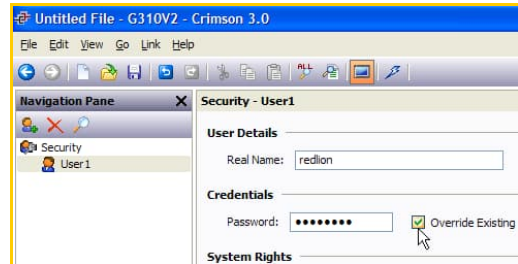 Untitled File - G310V2 - Crimson 3.0
File Edit View Go Link Help
ALL
Navigation Pane X
Security - User1
Security
User1
User Details
Real Name: redlion
Credentials
Password: ●●●●●●●● Override Existing
System Rights